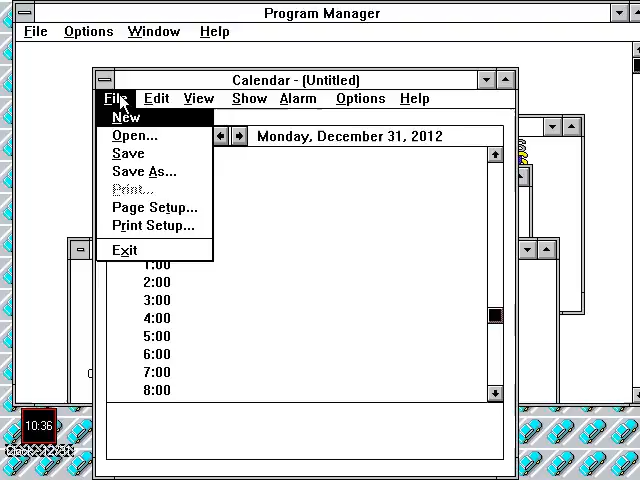 Program Manager
File Options Window Help
Calendar - (Untitled)
File Edit View Show Alarm Options Help
New
Open...
Save
Save As...
Print...
Page Setup...
Print Setup...
Exit
Monday, December 31, 2012
1:00
2:00
3:00
4:00
5:00
6:00
7:00
8:00
10:36